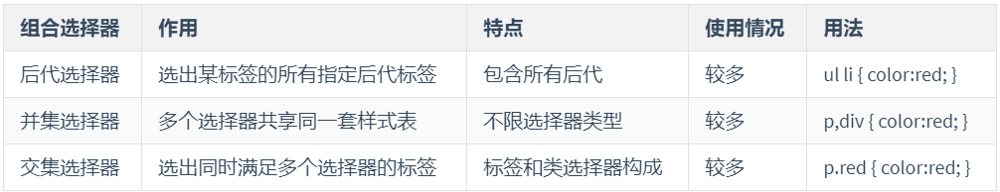 组合选择器 作用 特点 使用情况 用法
后代选择器 选出某标签的所有指定后代标签 包含所有后代 较多 ul li { color:red; }
并集选择器 多个选择器共享同一套样式表 不限选择器类型 较多 p,div { color:red; }
交集选择器 选出同时满足多个选择器的标签 标签和类选择器构成 较多 p.red { color:red; }